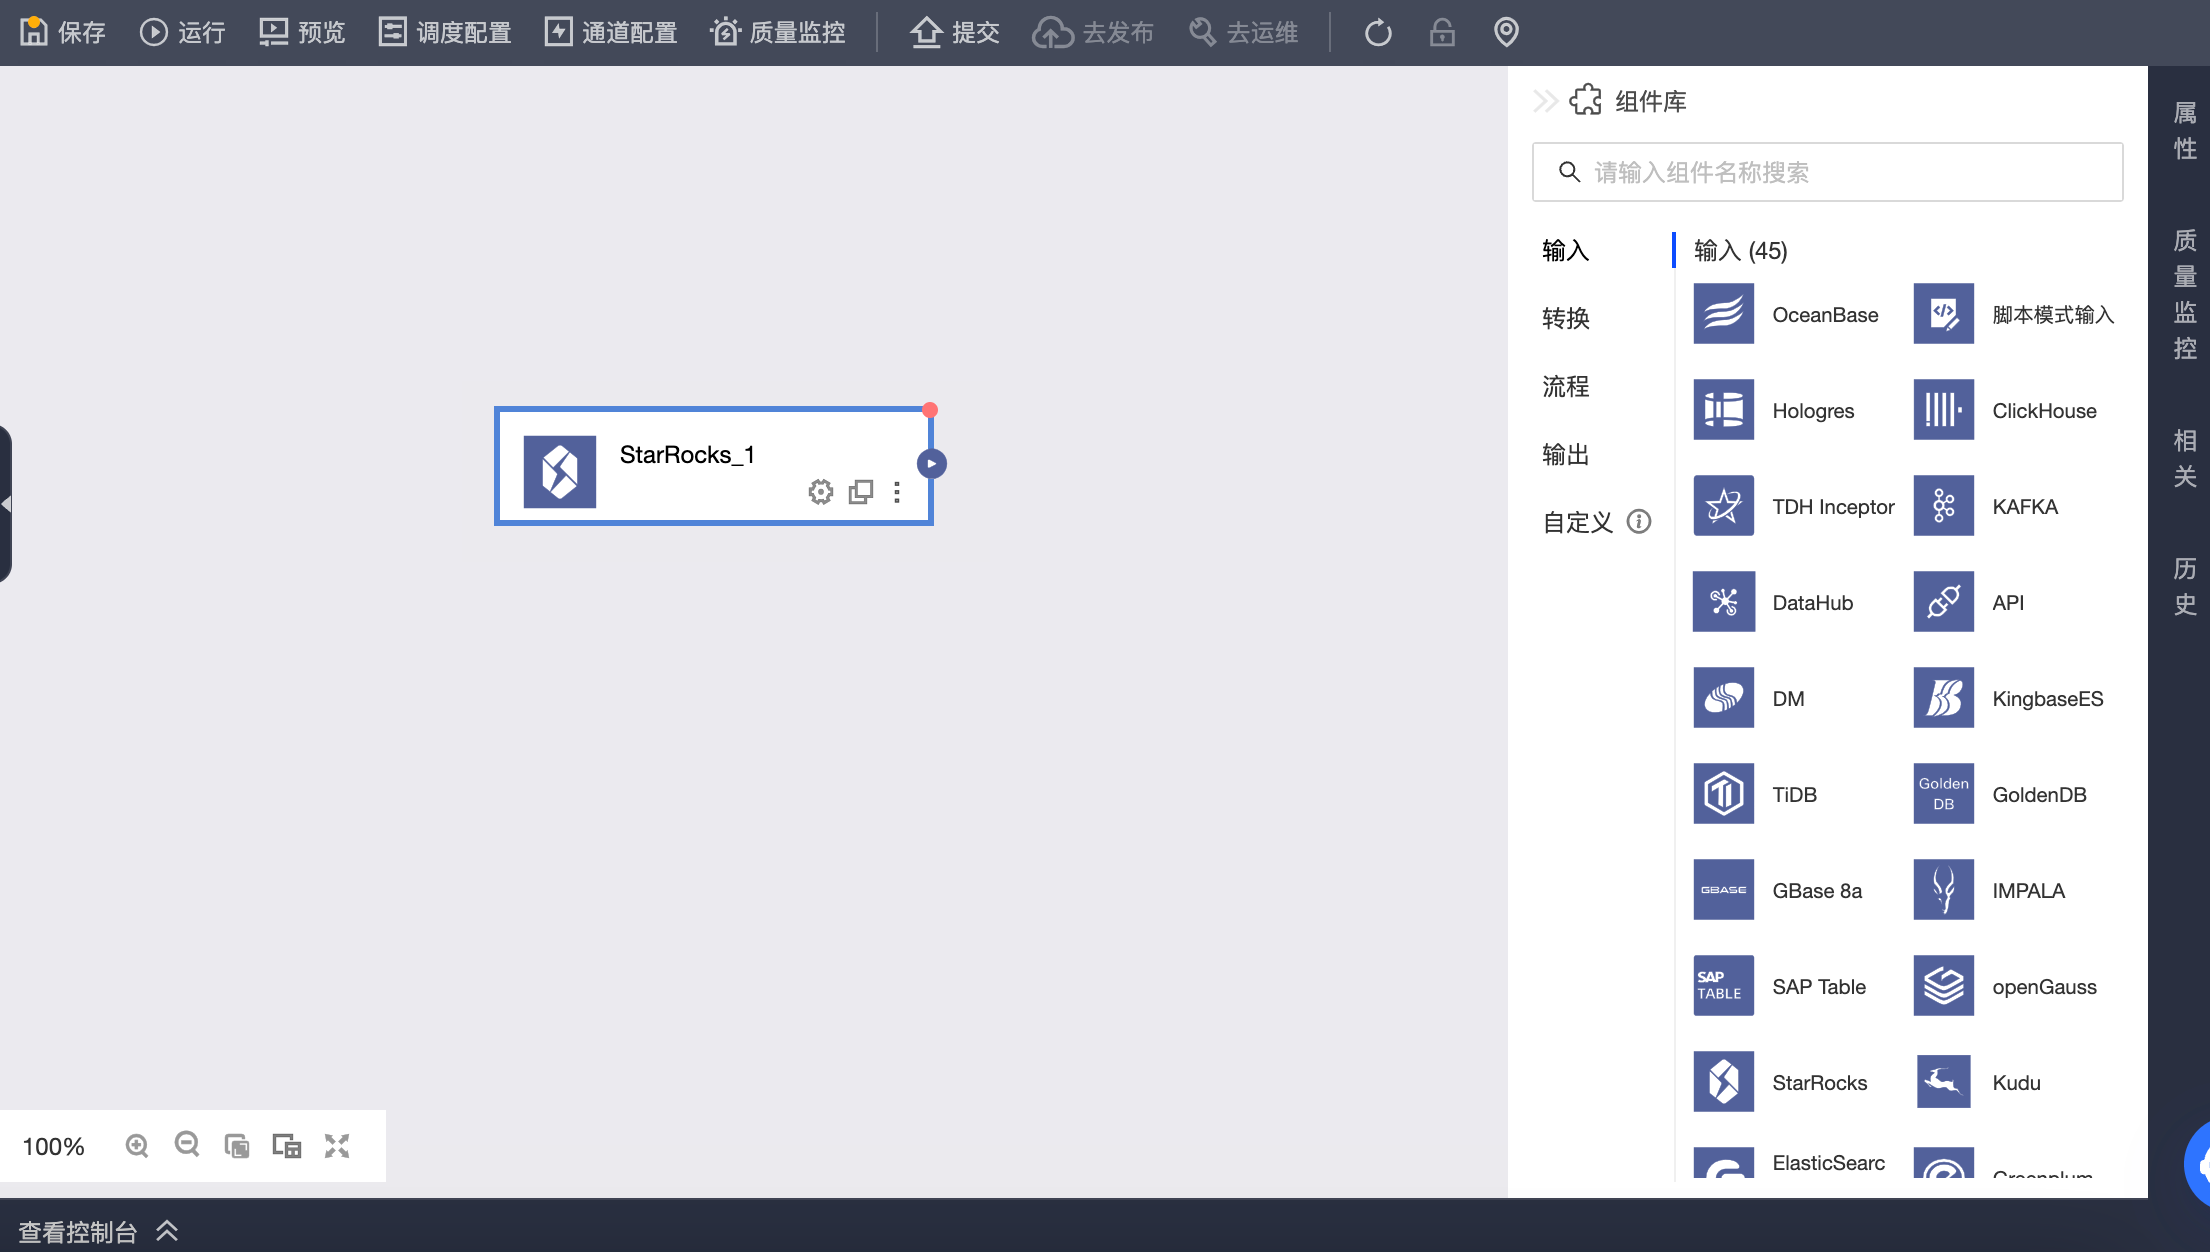 保存 运行 预览 调度配置 通道配置 质量监控 提交 去发布 去运维
组件库
请输入组件名称搜索
输入
转换
流程
输出
自定义
输入 (45)
OceanBase 脚本模式输入
Hologres ClickHouse
TDH Inceptor KAFKA
DataHub API
DM KingbaseES
TiDB Golden DB GoldenDB
GBASE GBase 8a IMPALA
SAP TABLE SAP Table openGauss
StarRocks Kudu
ElasticSearc Greenplum
属性
质量监控
相关
历史
StarRocks_1
100%
查看控制台